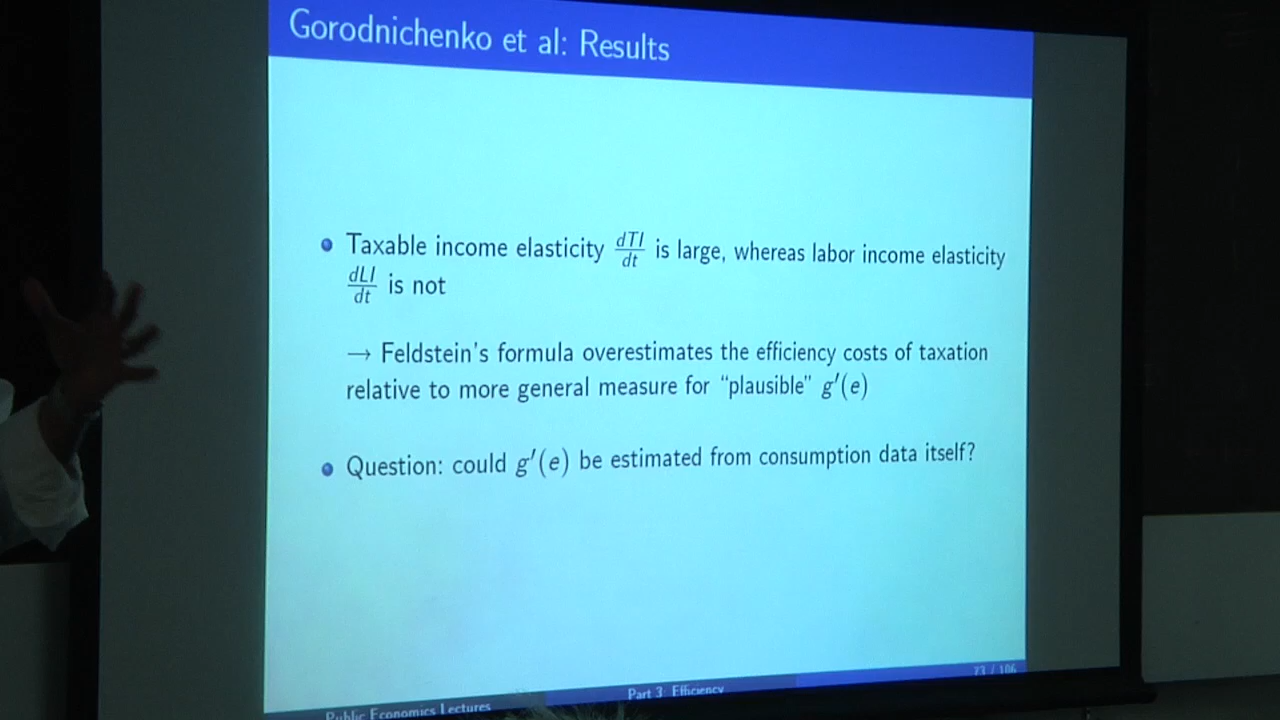 Gorodnichenko et al: Results
Taxable income elasticity dTI/dt is large, whereas labor income elasticity
dLI/dt is not
→ Feldstein's formula overestimates the efficiency costs of taxation
relative to more general measure for "plausible" g′(e)
Question: could g′(e) be estimated from consumption data itself?
73 / 106
Part 3: Efficiency
Public Economics Lectures